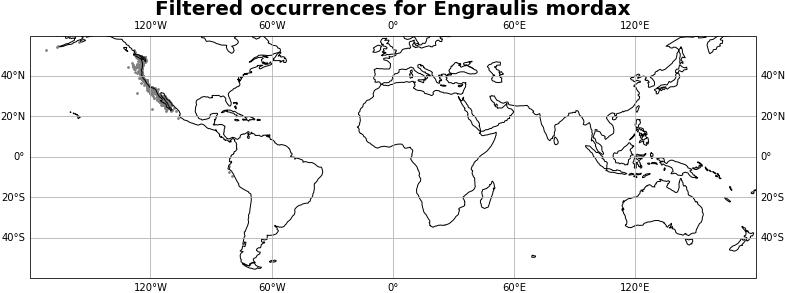 Filtered occurrences for Engraulis mordax
120°W 60°W 0° 60°E 120°E
40°N 40°N
20°N 20°N
0° 0°
20°S 20°S
40°S 40°S
120°W 60°W 0° 60°E 120°E